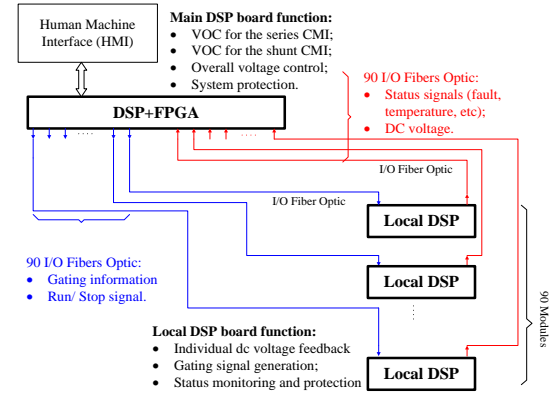 Human Machine
Interface (HMI)
Main DSP board function:
• VOC for the series CMI;
• VOC for the shunt CMI;
• Overall voltage control;
• System protection.
90 I/O Fibers Optic:
• Status signals (fault,
temperature, etc);
• DC voltage.
DSP+FPGA
I/O Fiber Optic
I/O Fiber Optic
Local DSP
90 I/O Fibers Optic:
• Gating information
• Run/ Stop signal.
Local DSP
90 Modules
Local DSP board function:
• Individual dc voltage feedback
• Gating signal generation;
• Status monitoring and protection
Local DSP